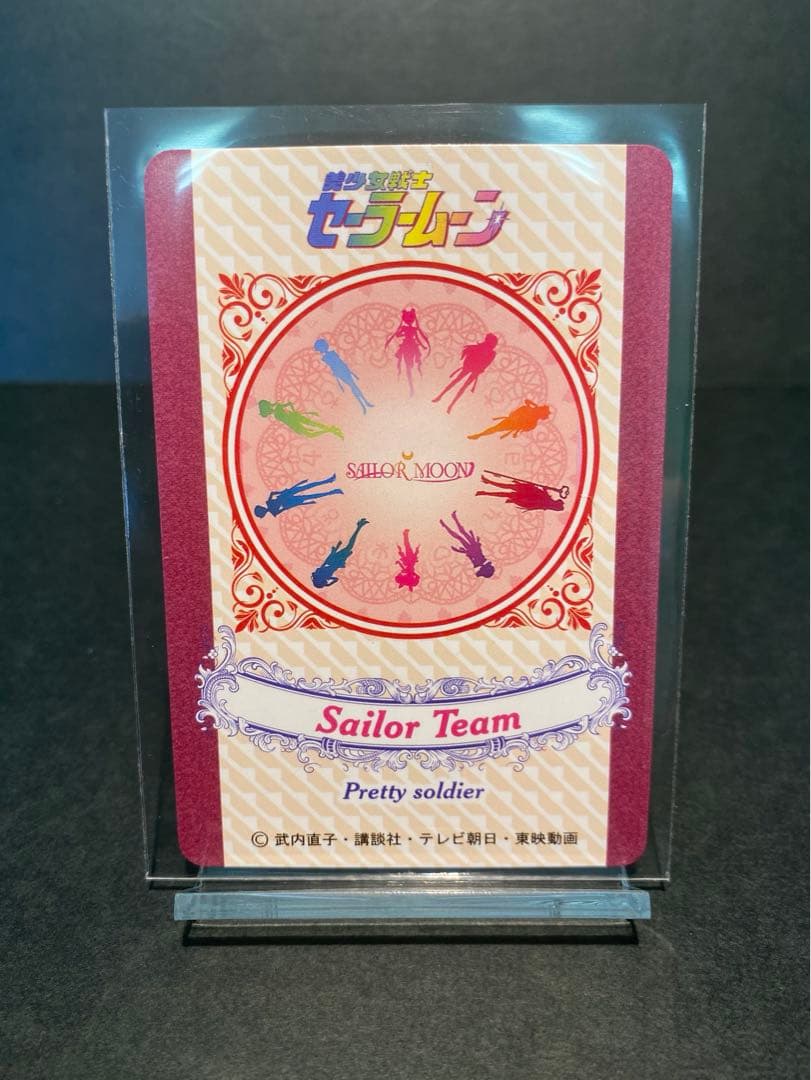 美少女戦士
セーラームーン
SAILOR MOON
Sailor Team
Pretty soldier
© 武内直子・講談社・テレビ朝日・東映動画